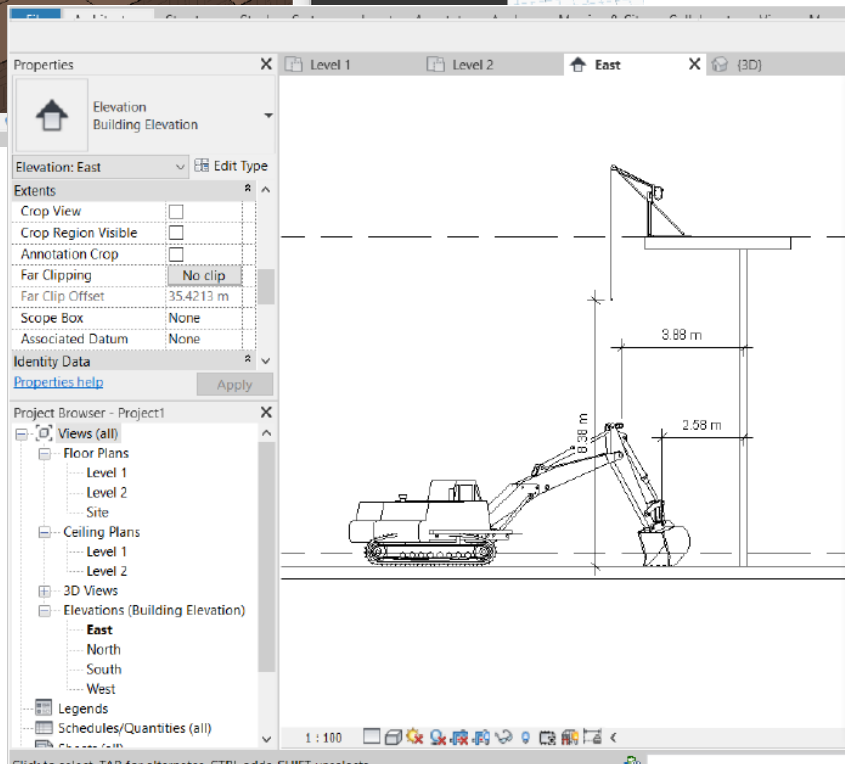 File
Properties
Elevation
Building Elevation
Elevation: East
Edit Type
Extents
Crop View
Crop Region Visible
Annotation Crop
Far Clipping No clip
Far Clip Offset 35.4213 m
Scope Box None
Associated Datum None
Identity Data
Properties help
Apply
Project Browser - Project1
Views (all)
Floor Plans
Level 1
Level 2
Site
Ceiling Plans
Level 1
Level 2
3D Views
Elevations (Building Elevation)
East
North
South
West
Legends
Schedules/Quantities (all)
Level 1
Level 2
East
{3D}
3.88 m
8.38 m
2.58 m
1 : 100